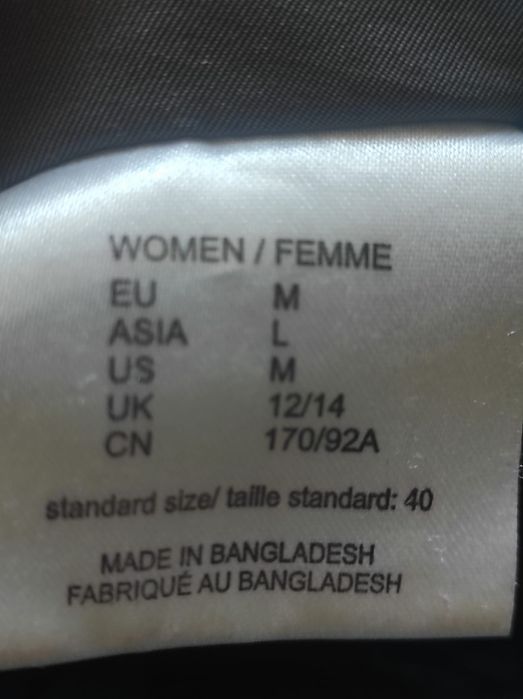 WOMEN / FEMME
EU M
ASIA L
US M
UK 12/14
CN 170/92A
standard size/ taille standard: 40
MADE IN BANGLADESH
FABRIQUÉ AU BANGLADESH